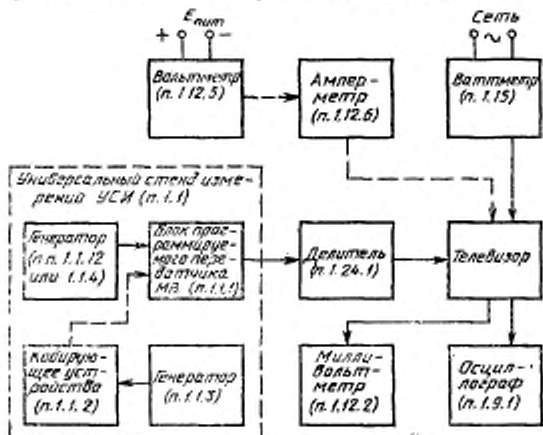 Eпит
+ −
Сеть
~
Вольтметр
(п.1.12.5)
Ампер-
метр
(п.1.12.6)
Ваттметр
(п.1.15)
Универсальный стенд изме-
рений УСИ (п.1.1)
Генератор
(п.п. 1.1.12
или 1.1.4)
Блок прог-
раммируе-
мого пере-
датчика
МВ (п.1.1.1)
Делитель
(п.1.24.1)
Телевизор
Кодирую-
щее уст-
ройство
(п.1.1.2)
Генератор
(п.1.1.3)
Милли-
вольт-
метр
(п.1.12.2)
Осцил-
лограф
(п.1.9.1)